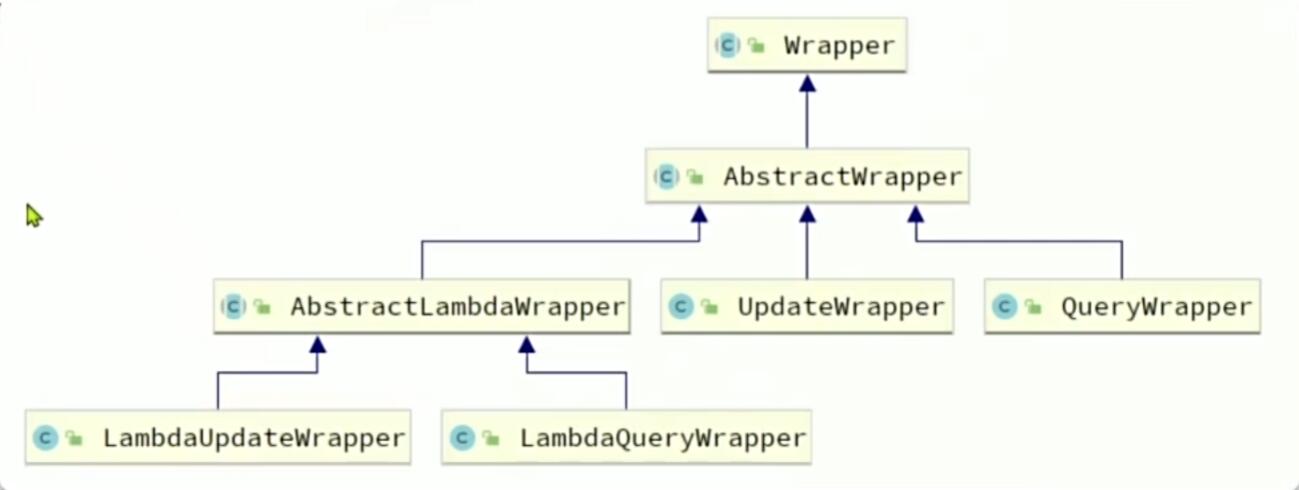 Wrapper
AbstractWrapper
AbstractLambdaWrapper UpdateWrapper QueryWrapper
LambdaUpdateWrapper LambdaQueryWrapper